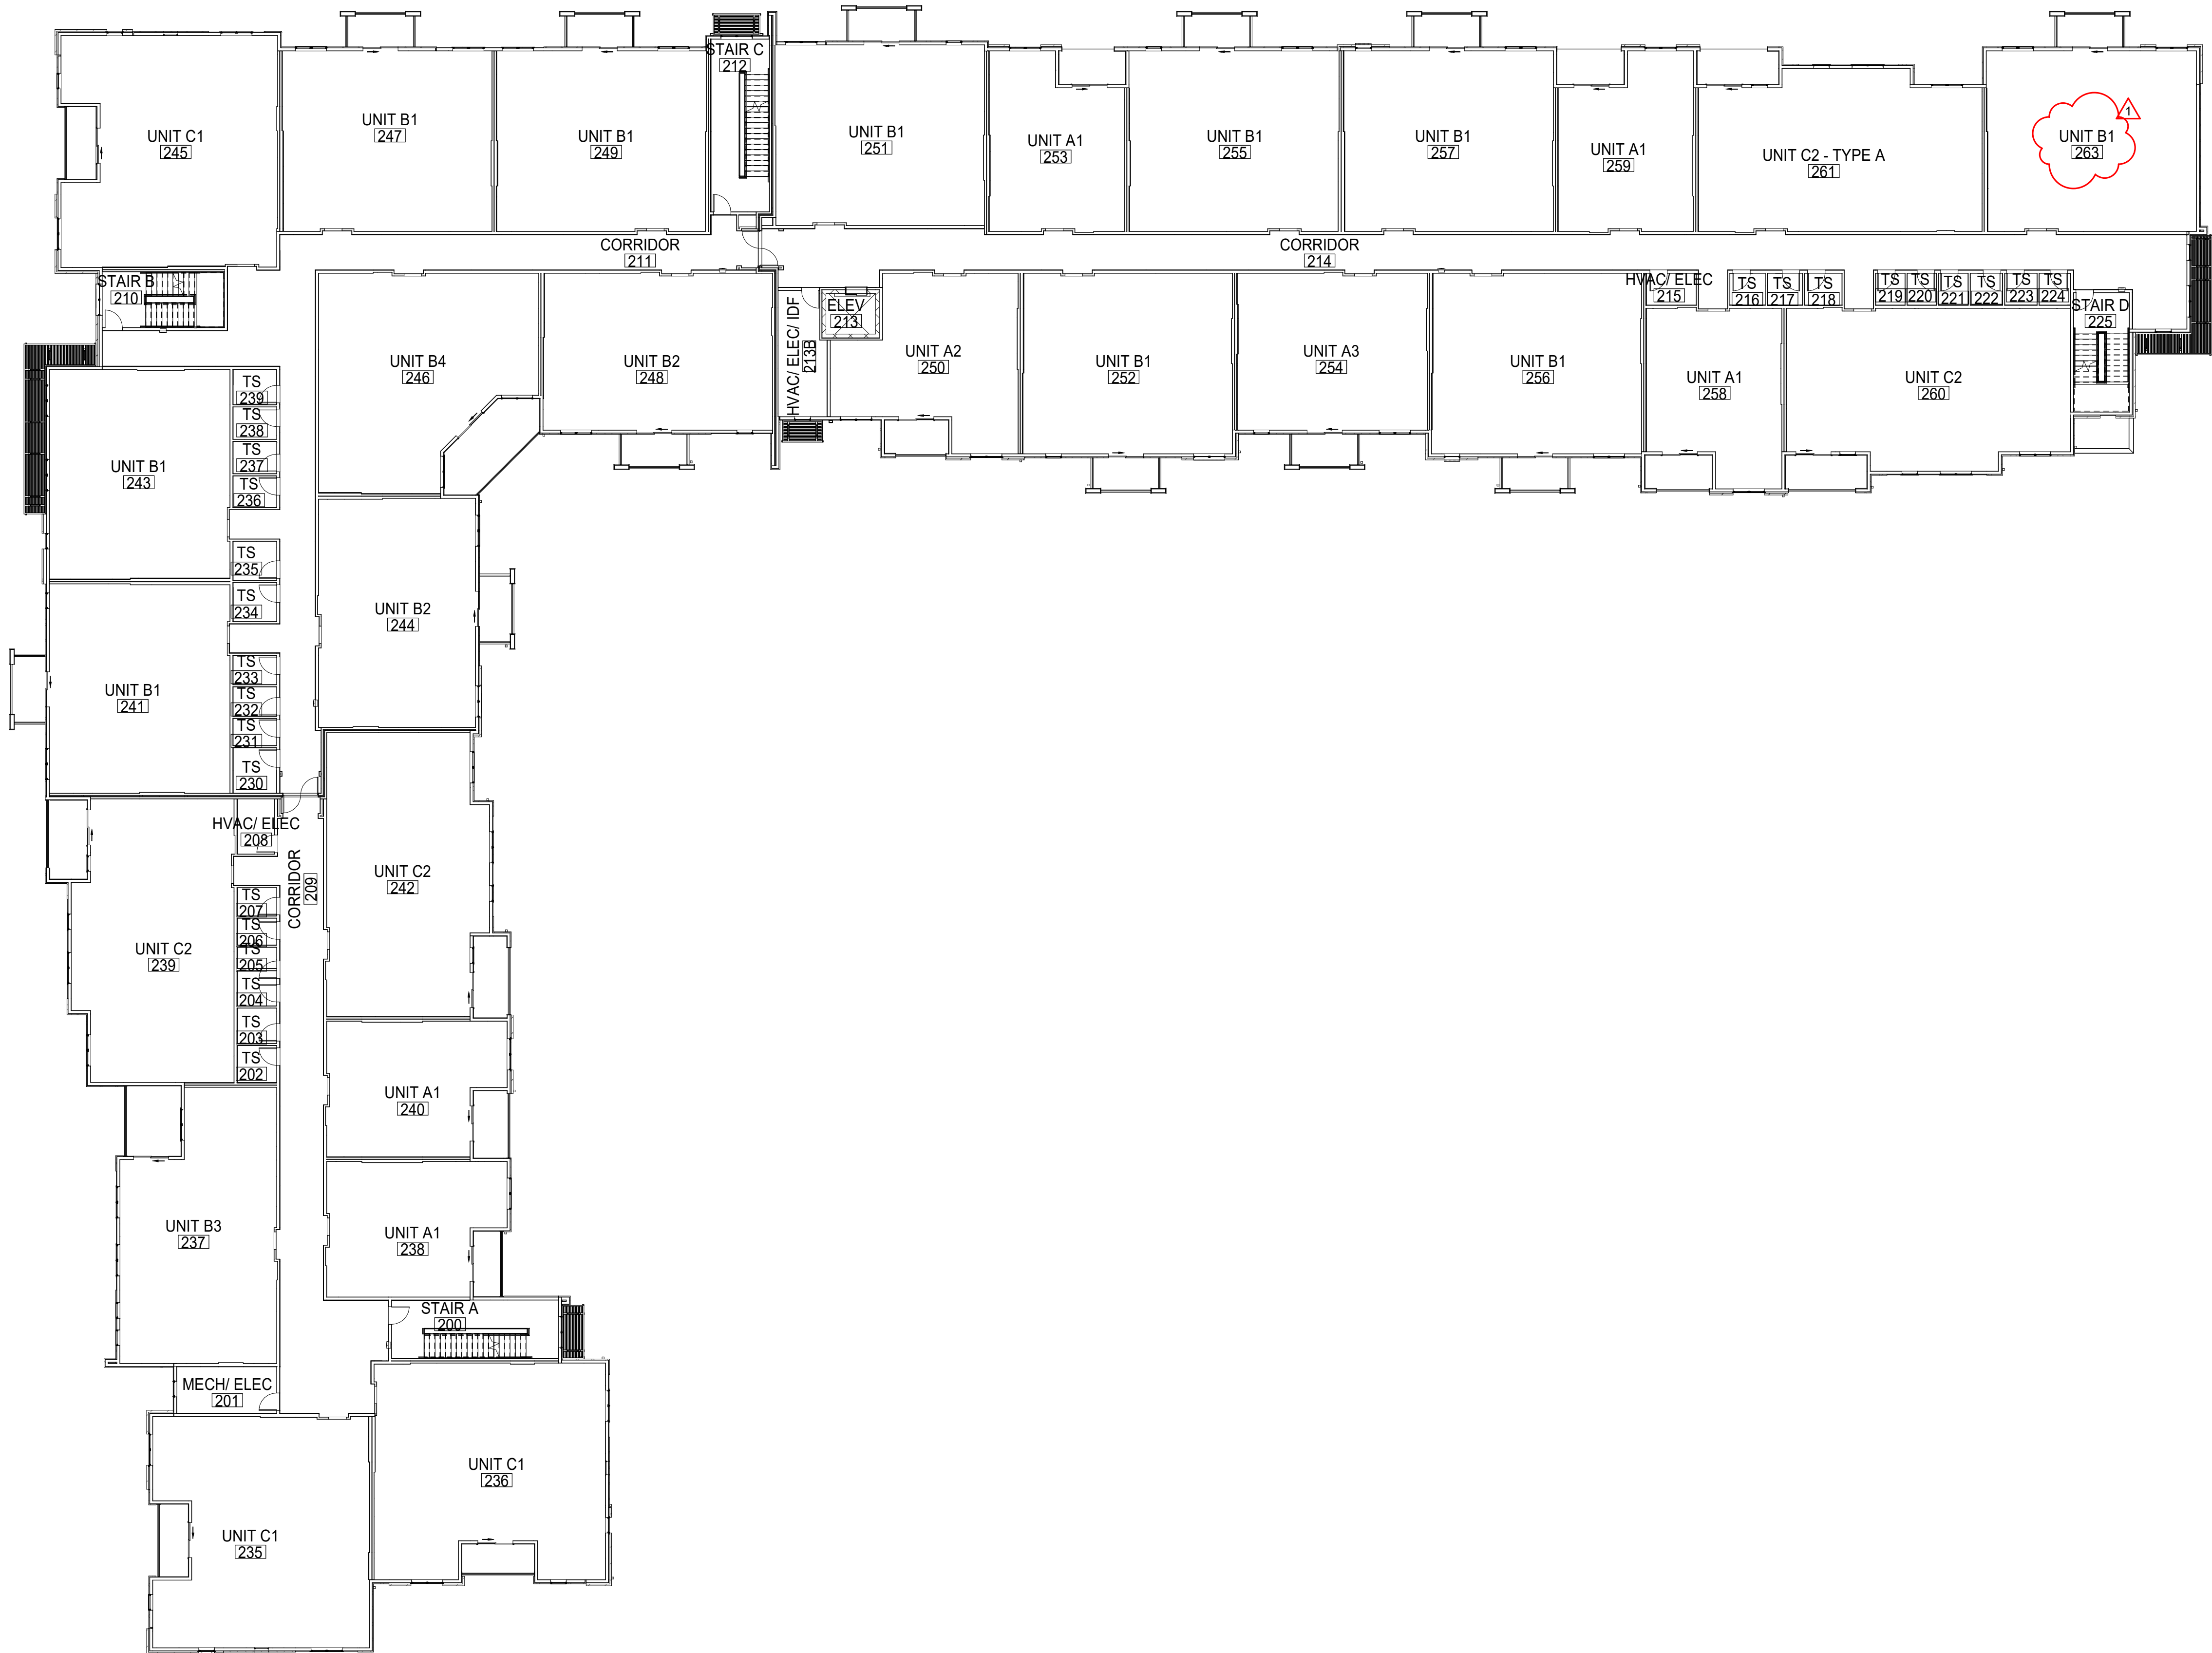 STAIR C
212
UNIT C1
245
UNIT B1
247
UNIT B1
249
UNIT B1
251
UNIT A1
253
UNIT B1
255
UNIT B1
257
UNIT A1
259
UNIT C2 - TYPE A
261
1
UNIT B1
263
CORRIDOR
211
CORRIDOR
214
STAIR B
210
HVAC/ ELEC/ IDF
213B
ELEV
213
HVAC/ ELEC
215
TS
216
TS
217
TS
218
TS
219
TS
220
TS
221
TS
222
TS
223
TS
224
STAIR D
225
UNIT B4
246
UNIT B2
248
UNIT A2
250
UNIT B1
252
UNIT A3
254
UNIT B1
256
UNIT A1
258
UNIT C2
260
TS
239
TS
238
TS
237
TS
236
UNIT B1
243
TS
235
TS
234
UNIT B2
244
TS
233
TS
232
TS
231
TS
230
UNIT B1
241
HVAC/ ELEC
208
CORRIDOR
209
UNIT C2
242
TS
207
TS
206
TS
205
TS
204
TS
203
TS
202
UNIT C2
239
UNIT A1
240
UNIT B3
237
UNIT A1
238
STAIR A
200
MECH/ ELEC
201
UNIT C1
236
UNIT C1
235